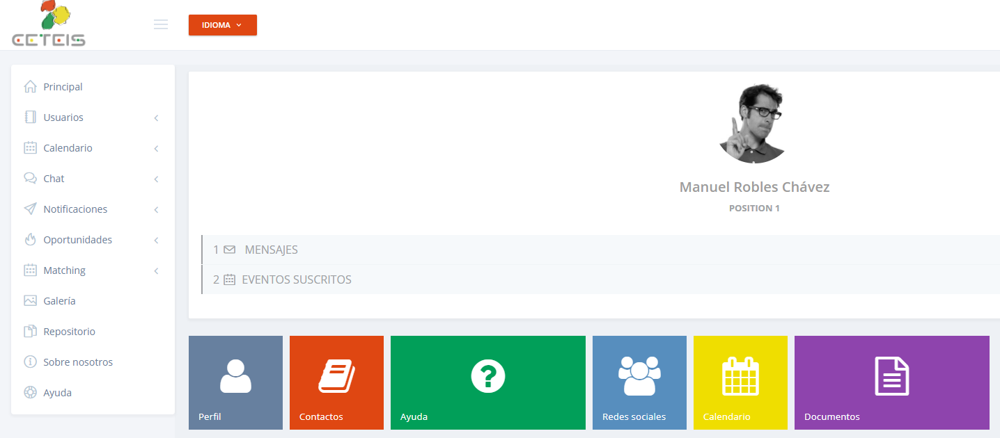 CETEIS
IDIOMA
Principal
Usuarios
Calendario
Chat
Notificaciones
Oportunidades
Matching
Galería
Repositorio
Sobre nosotros
Ayuda
Manuel Robles Chávez
POSITION 1
1 MENSAJES
2 EVENTOS SUSCRITOS
Perfil
Contactos
?
Ayuda
Redes sociales
Calendario
Documentos